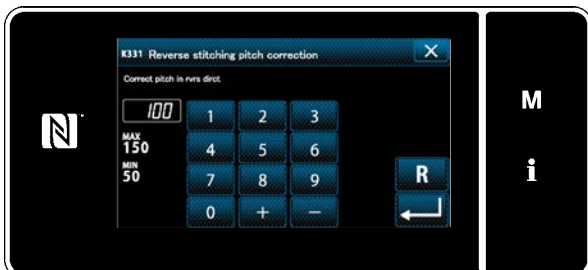 K331 Reverse stitching pitch correction
Correct pitch in rvrs dirct
100
MAX
150
MIN
50
1 2 3
4 5 6
7 8 9
0 + −
R
N
M
i